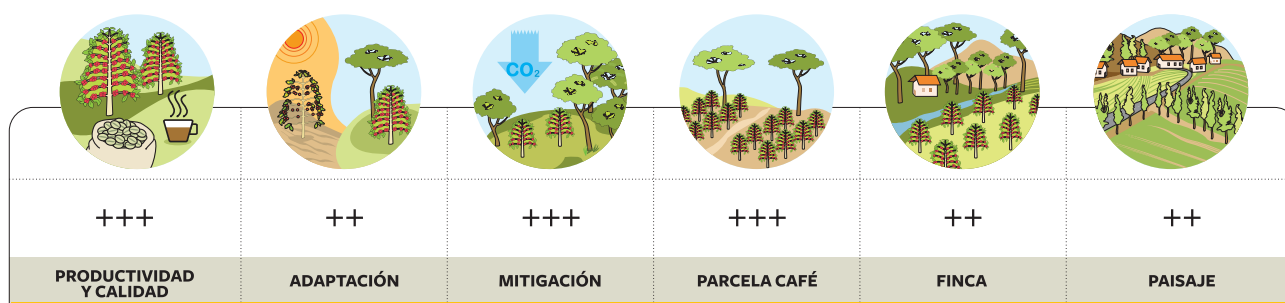 CO₂
+++
++
+++
+++
++
++
PRODUCTIVIDAD
Y CALIDAD
ADAPTACIÓN
MITIGACIÓN
PARCELA CAFÉ
FINCA
PAISAJE